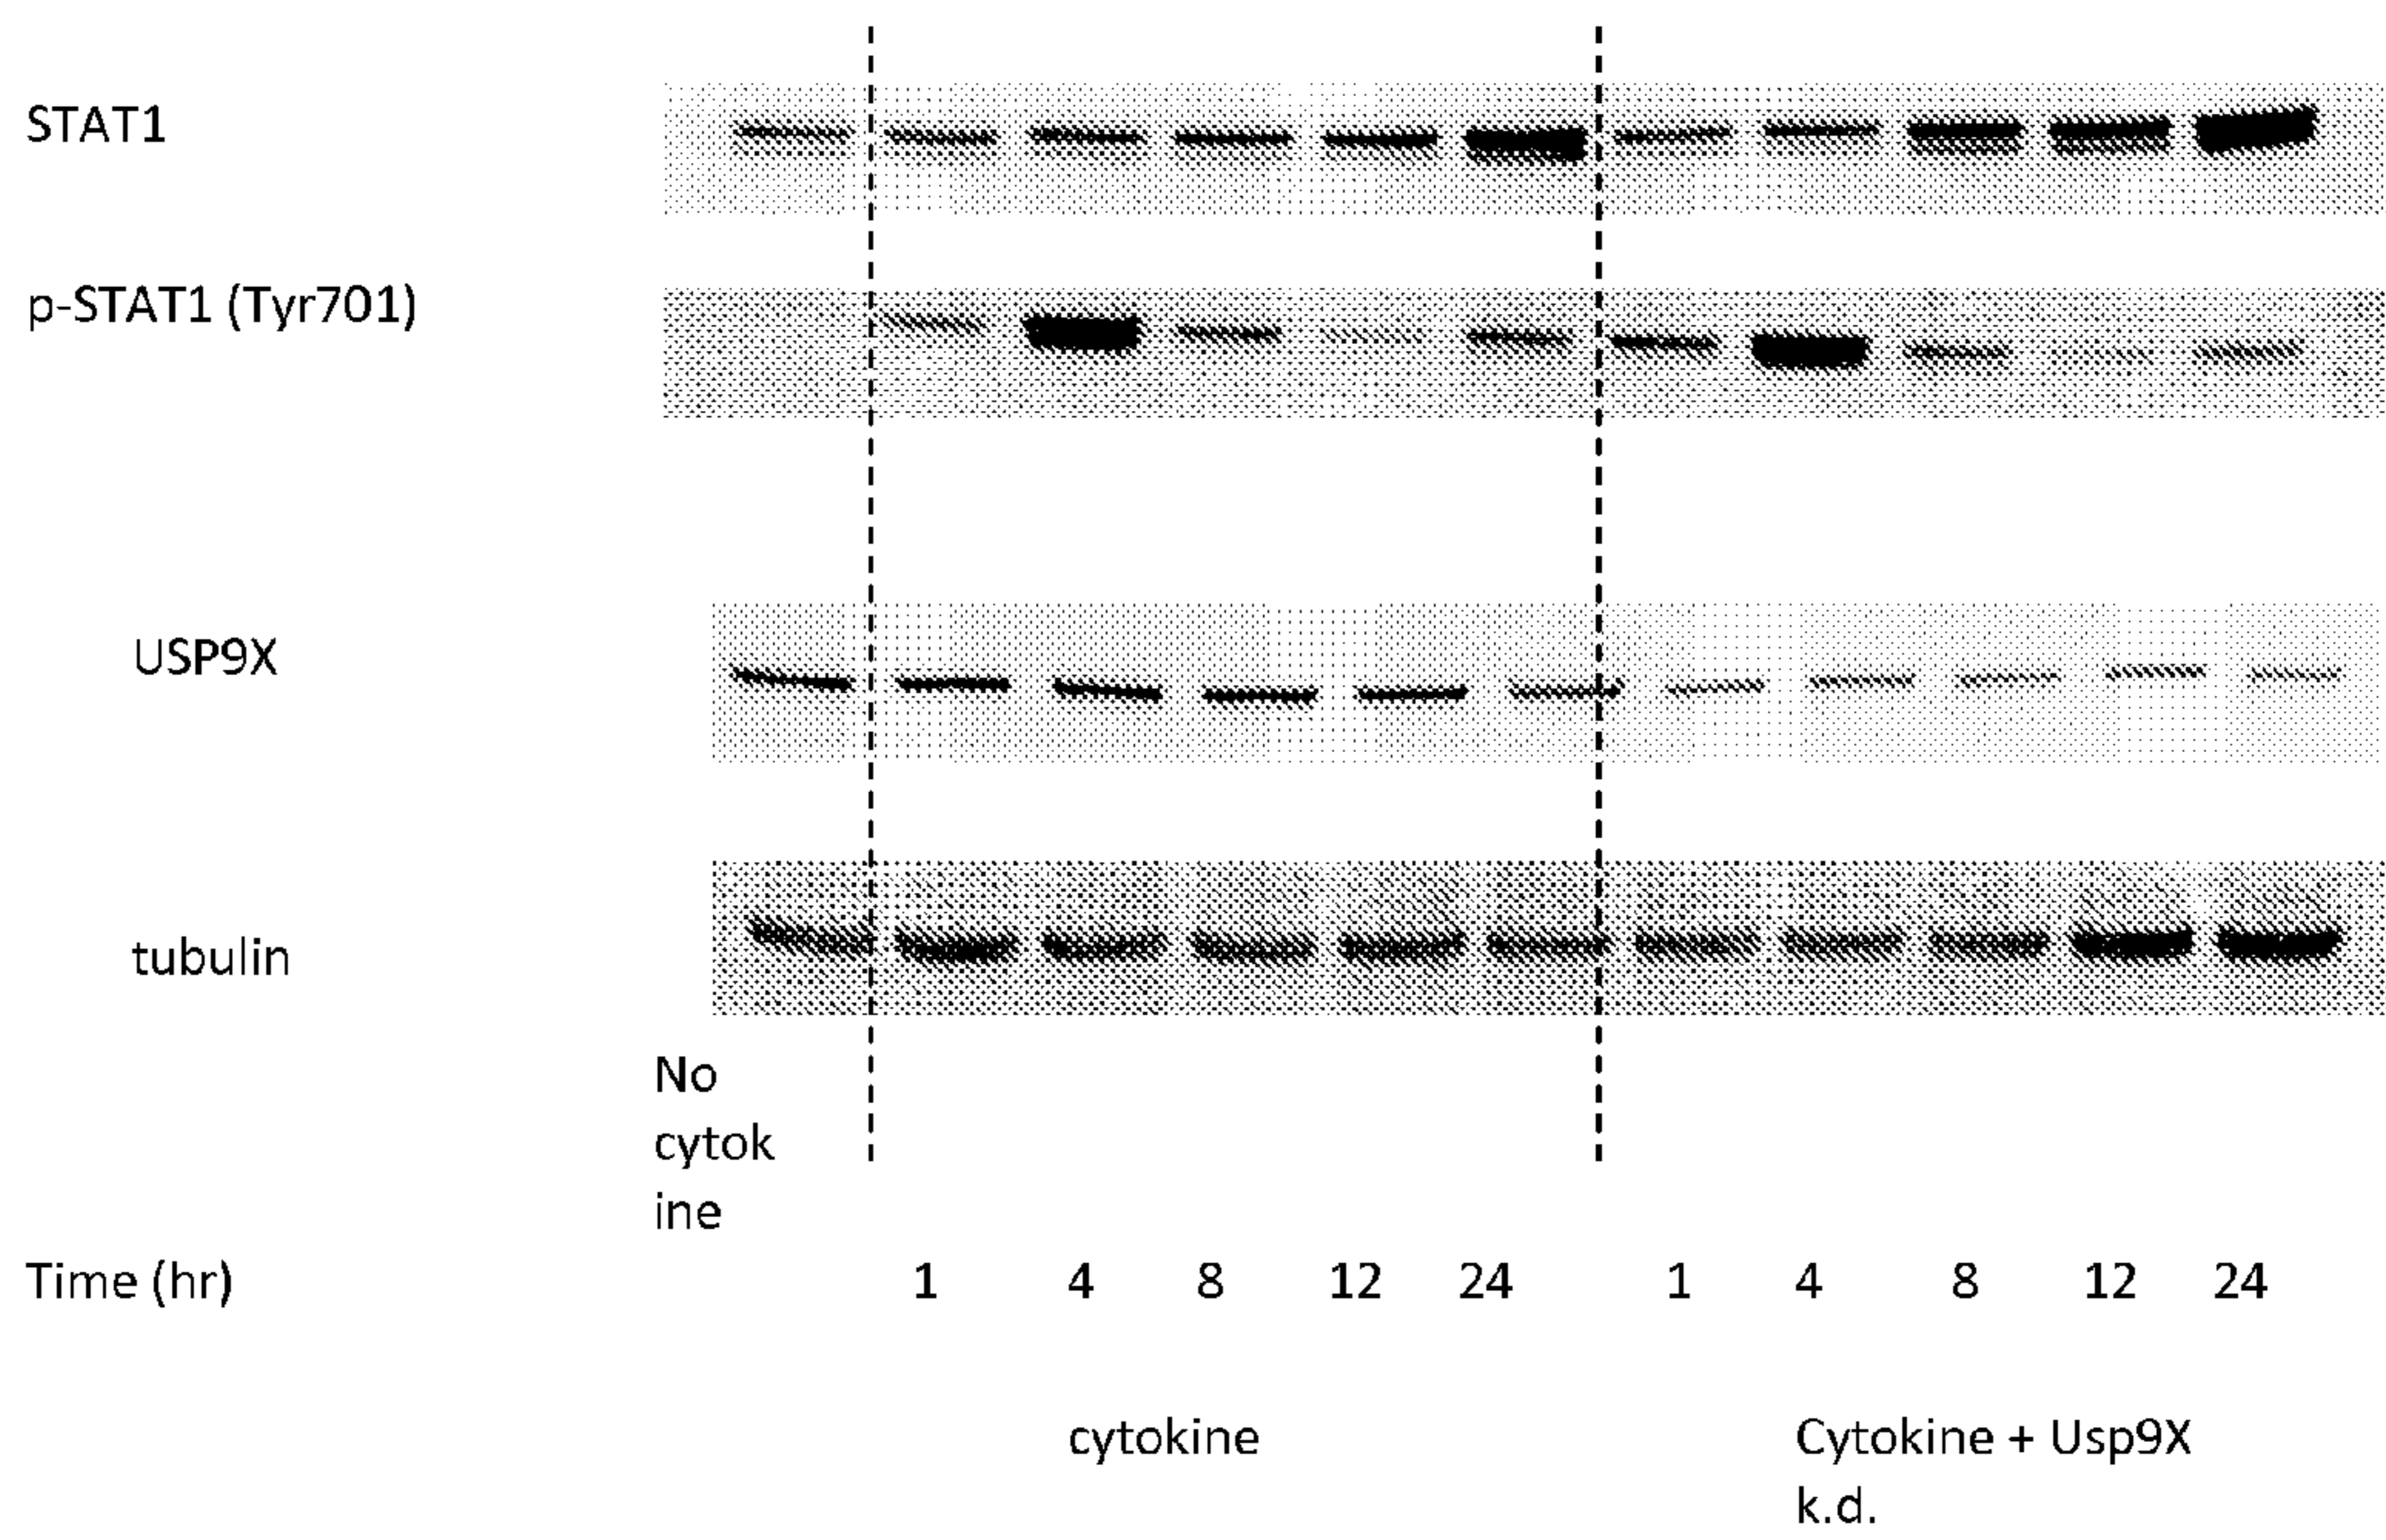 STAT1
p-STAT1 (Tyr701)
USP9X
tubulin
No
cytok
ine
Time (hr) 1 4 8 12 24 1 4 8 12 24
cytokine Cytokine + Usp9X
k.d.